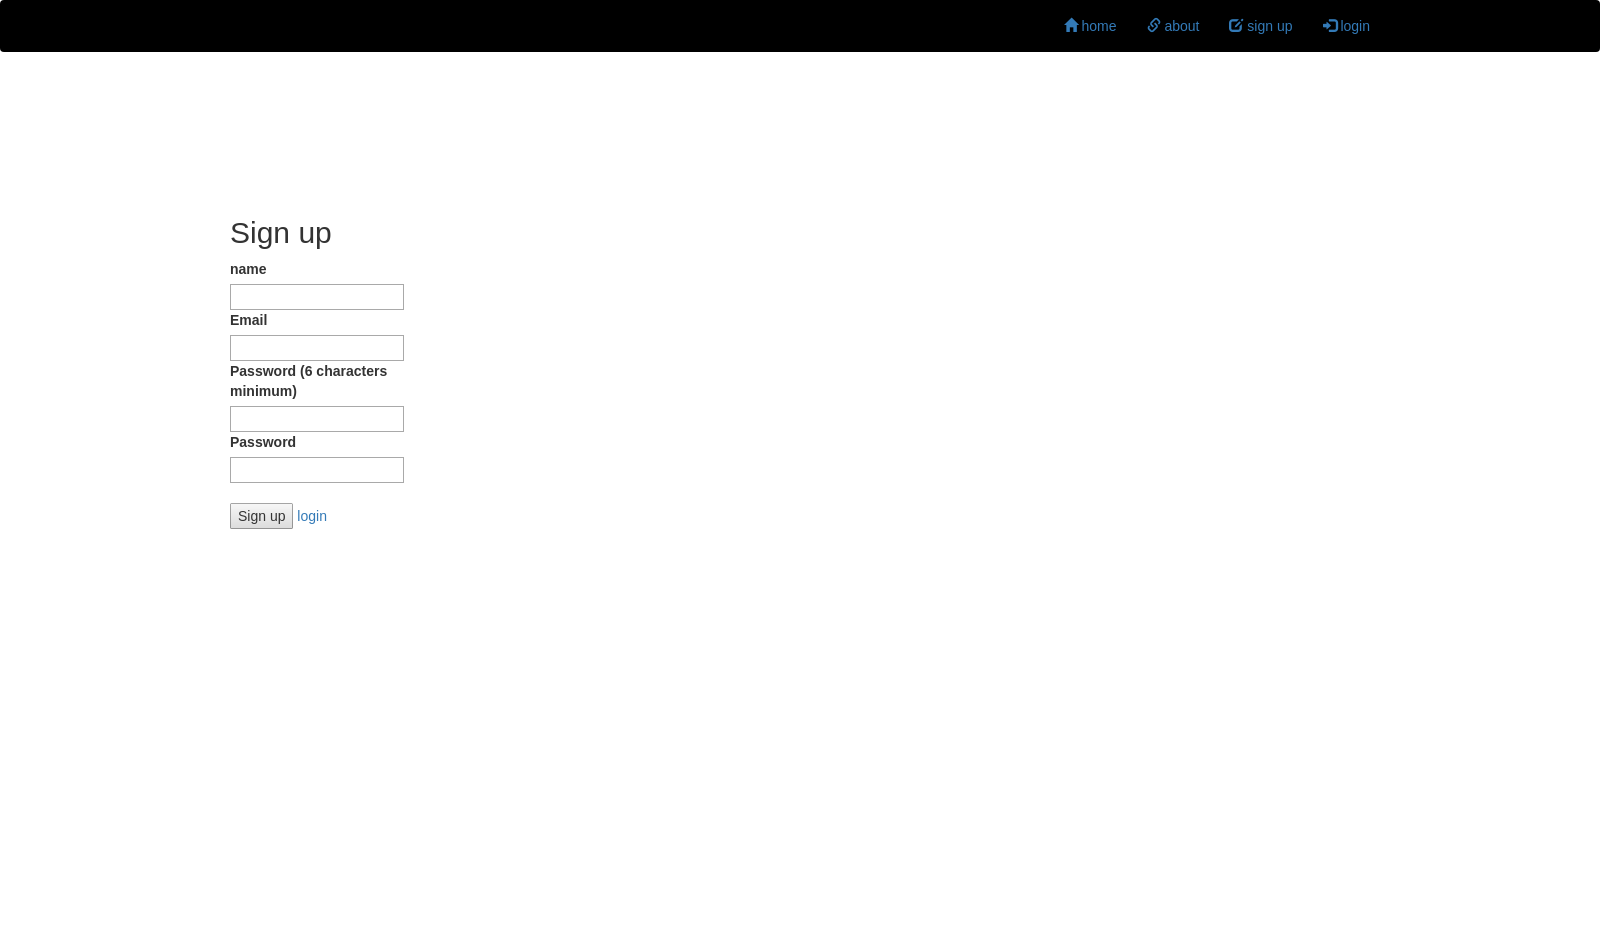 home about sign up login
Sign up
name
Email
Password (6 characters
minimum)
Password
Sign up login